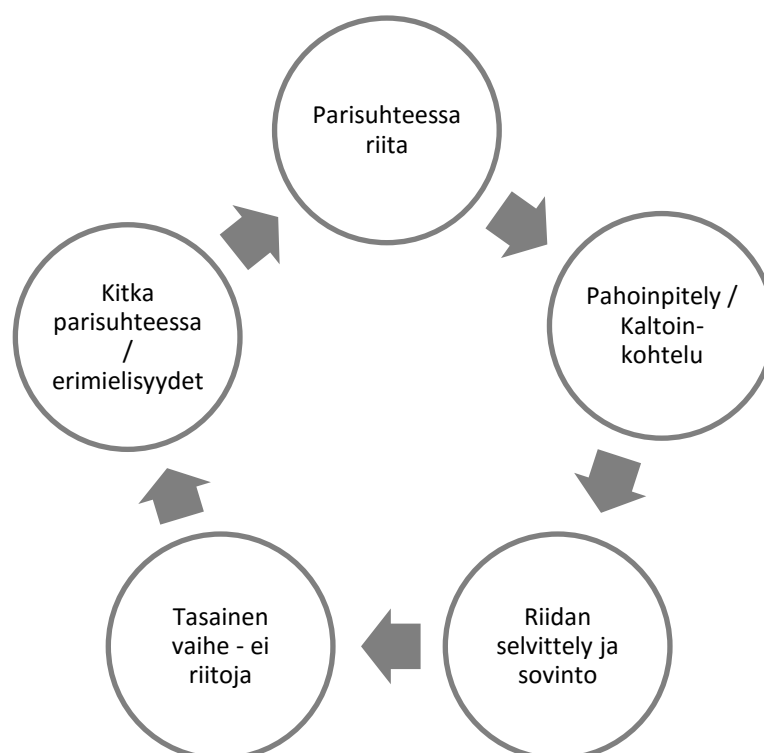 Parisuhteessa
riita
Pahoinpitely /
Kaltoin-
kohtelu
Riidan
selvittely ja
sovinto
Tasainen
vaihe - ei
riitoja
Kitka
parisuhteessa
/
erimielisyydet